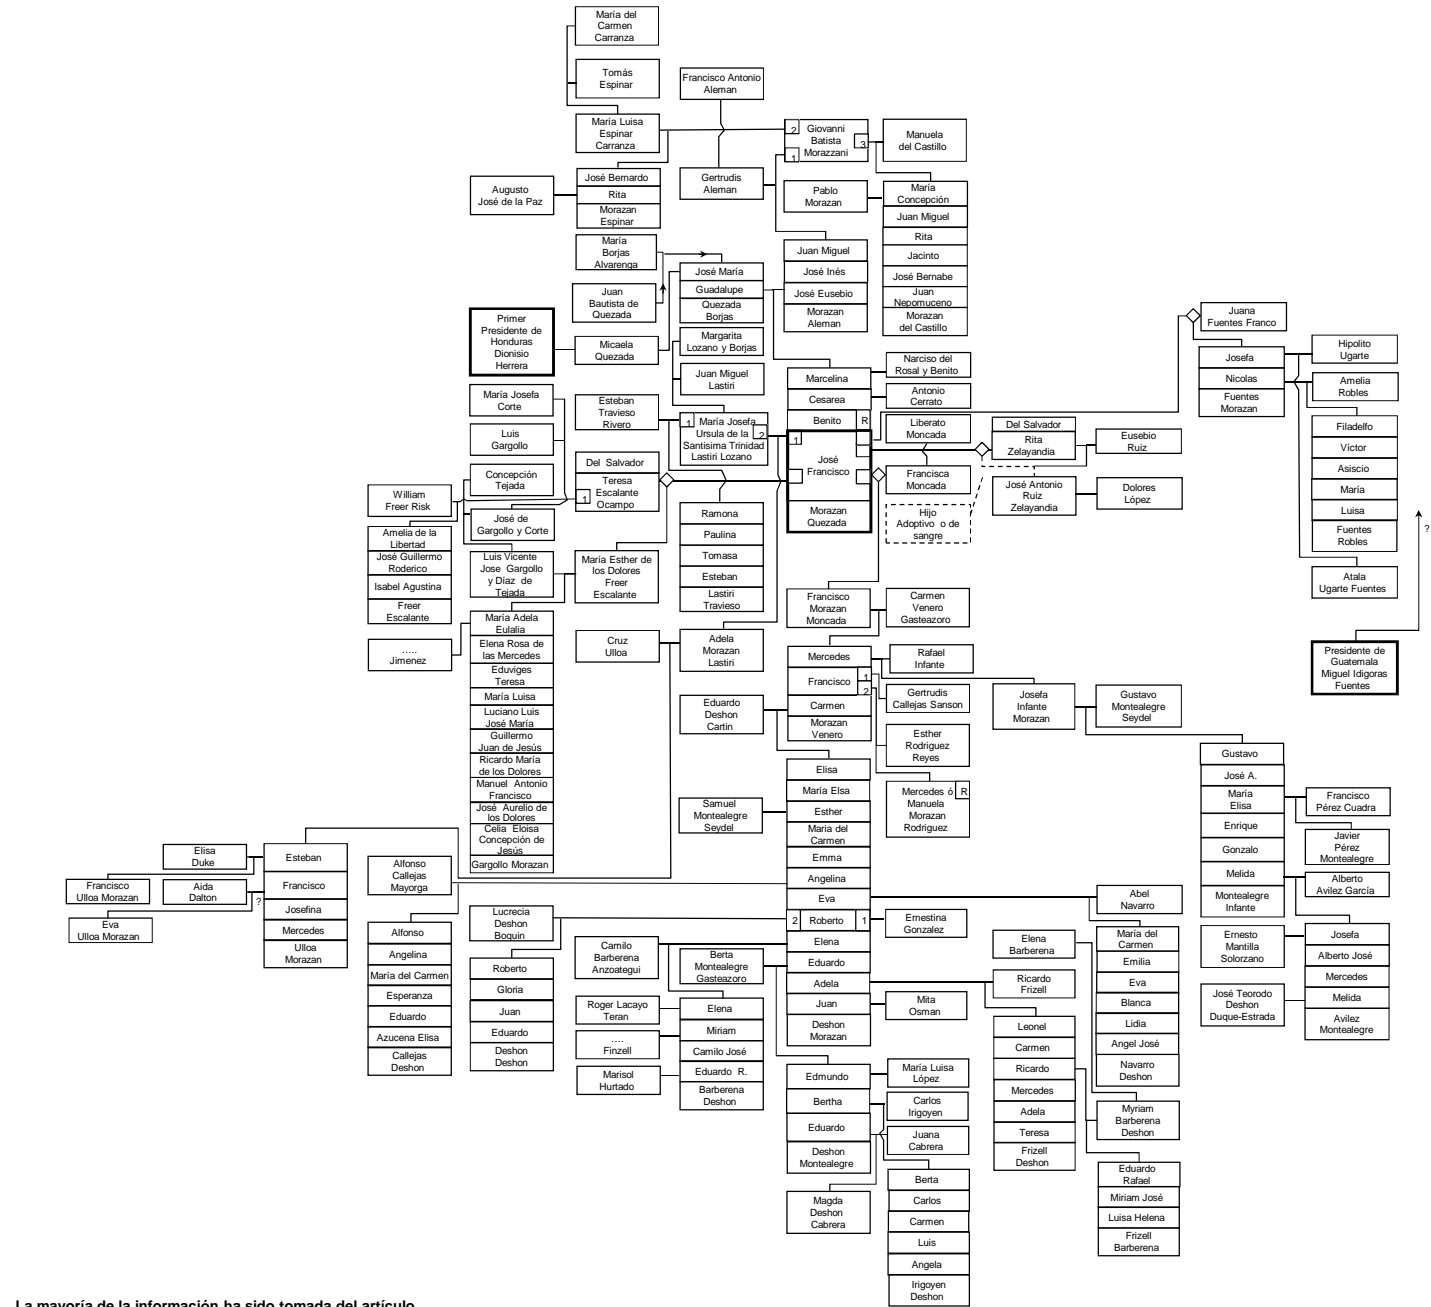 María del
Carmen
Carranza
Tomás
Espinar
Francisco Antonio
Aleman
María Luisa
Espinar
Carranza
2
Giovanni
Batista
Morazzani
1
3
Manuela
del Castillo
Augusto
José de la Paz
José Bernardo
Rita
Morazan
Espinar
Gertrudis
Aleman
Pablo
Morazan
María
Concepción
Juan Miguel
Rita
Jacinto
José Bernabe
Juan
Nepomuceno
Morazan
del Castillo
María
Borjas
Alvarenga
Juan
Bautista de
Quezada
José María
Guadalupe
Quezada
Borjas
Juan Miguel
José Inés
José Eusebio
Morazan
Aleman
Primer
Presidente de
Honduras
Dionisio
Herrera
Micaela
Quezada
Margarita
Lozano y Borjas
Juan Miguel
Lastiri
Juana
Fuentes Franco
Josefa
Nicolas
Fuentes
Morazan
Hipolito
Ugarte
Amelia
Robles
Filadelfo
Víctor
Asiscio
María
Luisa
Fuentes
Robles
Atala
Ugarte Fuentes
?
Presidente de
Guatemala
Miguel Idigoras
Fuentes
Marcelina
Cesarea
Benito
R
Narciso del
Rosal y Benito
Antonio
Cerrato
Liberato
Moncada
María Josefa
Corte
Luis
Gargollo
Concepción
Tejada
William
Freer Risk
José de
Gargollo y Corte
Esteban
Travieso
Rivero
1
María Josefa
Ursula de la
Santisima Trinidad
Lastiri Lozano
2
Del Salvador
Teresa
Escalante
Ocampo
1
1
José
Francisco
Morazan
Quezada
Francisca
Moncada
Del Salvador
Rita
Zelayandia
Eusebio
Ruiz
José Antonio
Ruiz
Zelayandia
Dolores
López
Hijo
Adoptivo o de
sangre
Amelia de la
Libertad
José Guillermo
Roderico
Isabel Agustina
Freer
Escalante
Luis Vicente
Jose Gargollo
y Díaz de
Tejada
María Esther de
los Dolores
Freer
Escalante
Ramona
Paulina
Tomasa
Esteban
Lastiri
Travieso
Francisco
Morazan
Moncada
Carmen
Venero
Gasteazoro
.....
Jimenez
María Adela
Eulalia
Elena Rosa de
las Mercedes
Eduviges
Teresa
María Luisa
Luciano Luis
José María
Guillermo
Juan de Jesús
Ricardo María
de los Dolores
Manuel Antonio
Francisco
José Aurelio de
los Dolores
Celia Eloisa
Concepción de
Jesús
Gargollo Morazan
Cruz
Ulloa
Adela
Morazan
Lastiri
Mercedes
Francisco
1
2
Carmen
Morazan
Venero
Rafael
Infante
Gertrudis
Callejas Sanson
Esther
Rodriguez
Reyes
Mercedes ó
Manuela
Morazan
Rodriguez
R
Josefa
Infante
Morazan
Gustavo
Montealegre
Seydel
Eduardo
Deshon
Cartin
Gustavo
José A.
María
Elisa
Enrique
Gonzalo
Melida
Montealegre
Infante
Francisco
Pérez Cuadra
Javier
Pérez
Montealegre
Alberto
Avilez García
Samuel
Montealegre
Seydel
Elisa
María Elsa
Esther
Maria del
Carmen
Emma
Angelina
Eva
2
Roberto
1
Elena
Eduardo
Adela
Juan
Deshon
Morazan
Elisa
Duke
Francisco
Ulloa Morazan
Aida
Dalton
?
Eva
Ulloa Morazan
Esteban
Francisco
Josefina
Mercedes
Ulloa
Morazan
Alfonso
Callejas
Mayorga
Alfonso
Angelina
María del Carmen
Esperanza
Eduardo
Azucena Elisa
Callejas
Deshon
Lucrecia
Deshon
Boquin
Roberto
Gloria
Juan
Eduardo
Deshon
Deshon
Camilo
Barberena
Anzoategui
Berta
Montealegre
Gasteazoro
Roger Lacayo
Teran
....
Finzell
Marisol
Hurtado
Elena
Miriam
Camilo José
Eduardo R.
Barberena
Deshon
Ernestina
Gonzalez
Mita
Osman
Elena
Barberena
Ricardo
Frizell
Abel
Navarro
María del
Carmen
Emilia
Eva
Blanca
Lidia
Angel José
Navarro
Deshon
Ernesto
Mantilla
Solorzano
José Teorodo
Deshon
Duque-Estrada
Josefa
Alberto José
Mercedes
Melida
Avilez
Montealegre
Leonel
Carmen
Ricardo
Mercedes
Adela
Teresa
Frizell
Deshon
Edmundo
Bertha
Eduardo
Deshon
Montealegre
María Luisa
López
Carlos
Irigoyen
Juana
Cabrera
Myriam
Barberena
Deshon
Eduardo
Rafael
Miriam José
Luisa Helena
Frizell
Barberena
Magda
Deshon
Cabrera
Berta
Carlos
Carmen
Luis
Angela
Irigoyen
Deshon
La mayoría de la información ha sido tomada del artículo